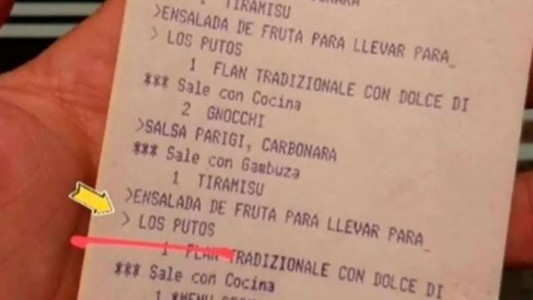 1 TIRAMISU
>ENSALADA DE FRUTA PARA LLEVAR PARA_
> LOS PUTOS
1 FLAN TRADIZIONALE CON DOLCE DI
*** Sale con Cocina
2 GNOCCHI
>SALSA PARIGI, CARBONARA
*** Sale con Gambuza
1 TIRAMISU
>ENSALADA DE FRUTA PARA LLEVAR PARA_
> LOS PUTOS
1 FLAN TRADIZIONALE CON DOLCE DI
*** Sale con Cocina